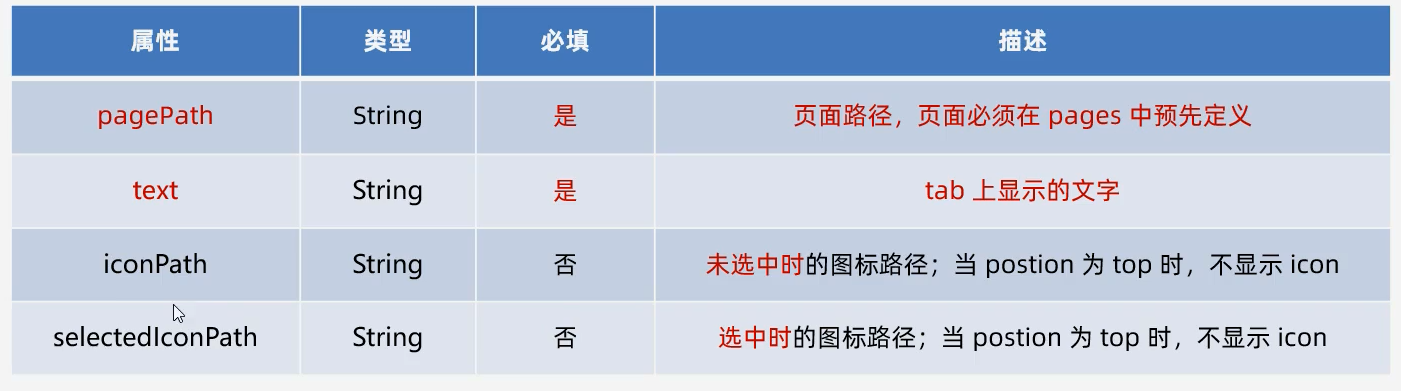 属性 类型 必填 描述
pagePath String 是 页面路径，页面必须在 pages 中预先定义
text String 是 tab 上显示的文字
iconPath String 否 未选中时的图标路径；当 postion 为 top 时，不显示 icon
selectedIconPath String 否 选中时的图标路径；当 postion 为 top 时，不显示 icon